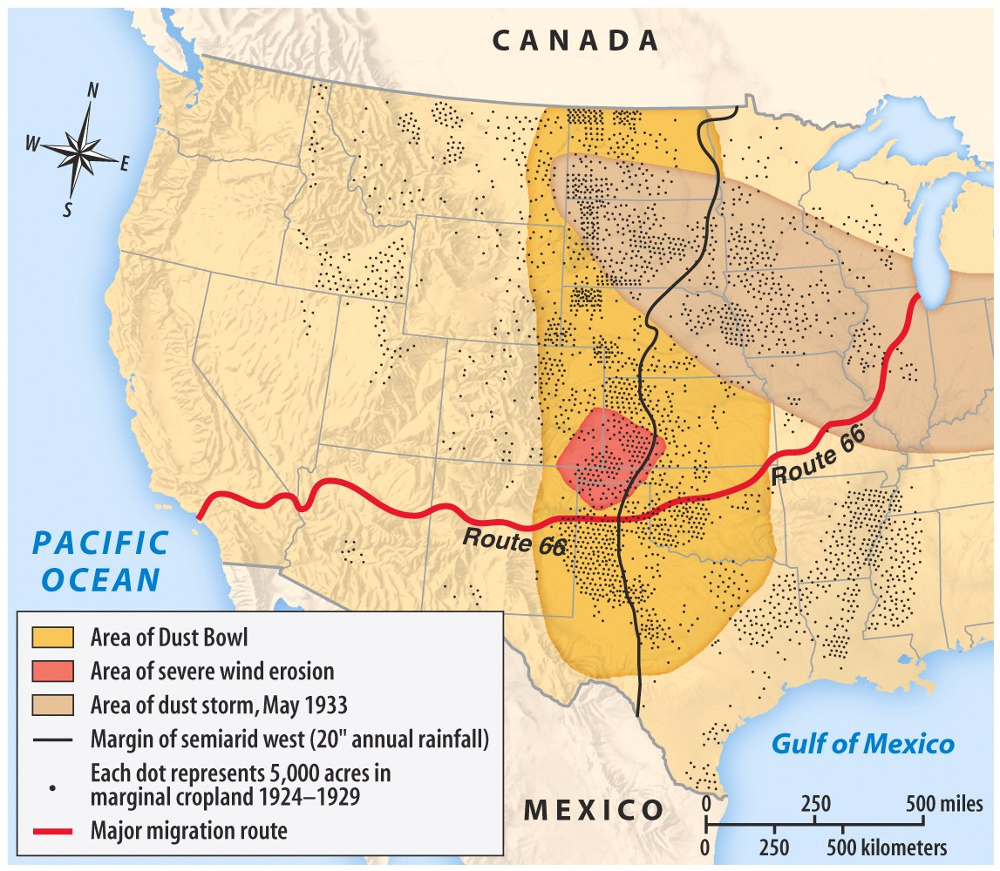 CANADA
N
W
E
S
Route 66
Route 66
PACIFIC
OCEAN
Area of Dust Bowl
Area of severe wind erosion
Area of dust storm, May 1933
Margin of semiarid west (20" annual rainfall)
Each dot represents 5,000 acres in
marginal cropland 1924–1929
Major migration route
Gulf of Mexico
MEXICO
0 250 500 miles
0 250 500 kilometers